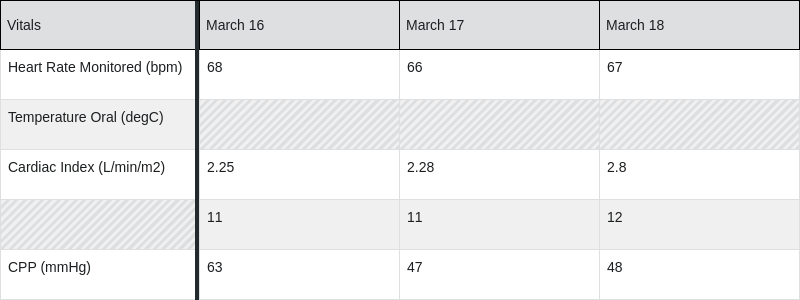 Vitals March 16 March 17 March 18
Heart Rate Monitored (bpm) 68 66 67
Temperature Oral (degC)
Cardiac Index (L/min/m2) 2.25 2.28 2.8
11 11 12
CPP (mmHg) 63 47 48